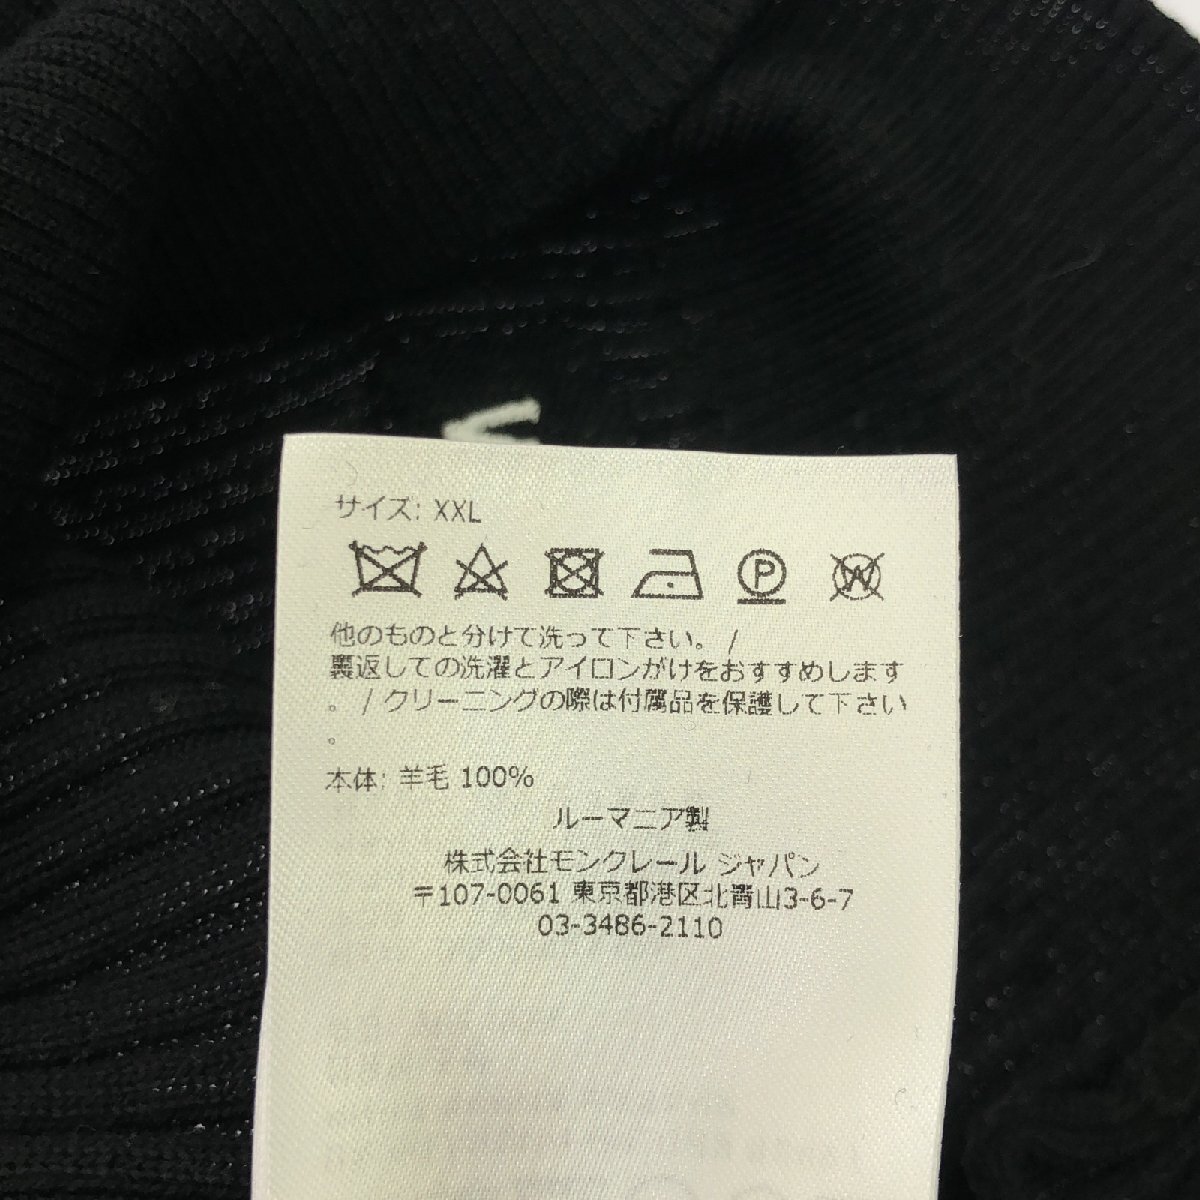 サイズ: XXL
P
W
他のものと分けて洗って下さい。 /
裏返しての洗濯とアイロンがけをおすすめします
。 / クリーニングの際は付属品を保護して下さい
。
本体: 羊毛 100%
ルーマニア製
株式会社モンクレール ジャパン
〒107-0061 東京都港区北青山3-6-7
03-3486-2110